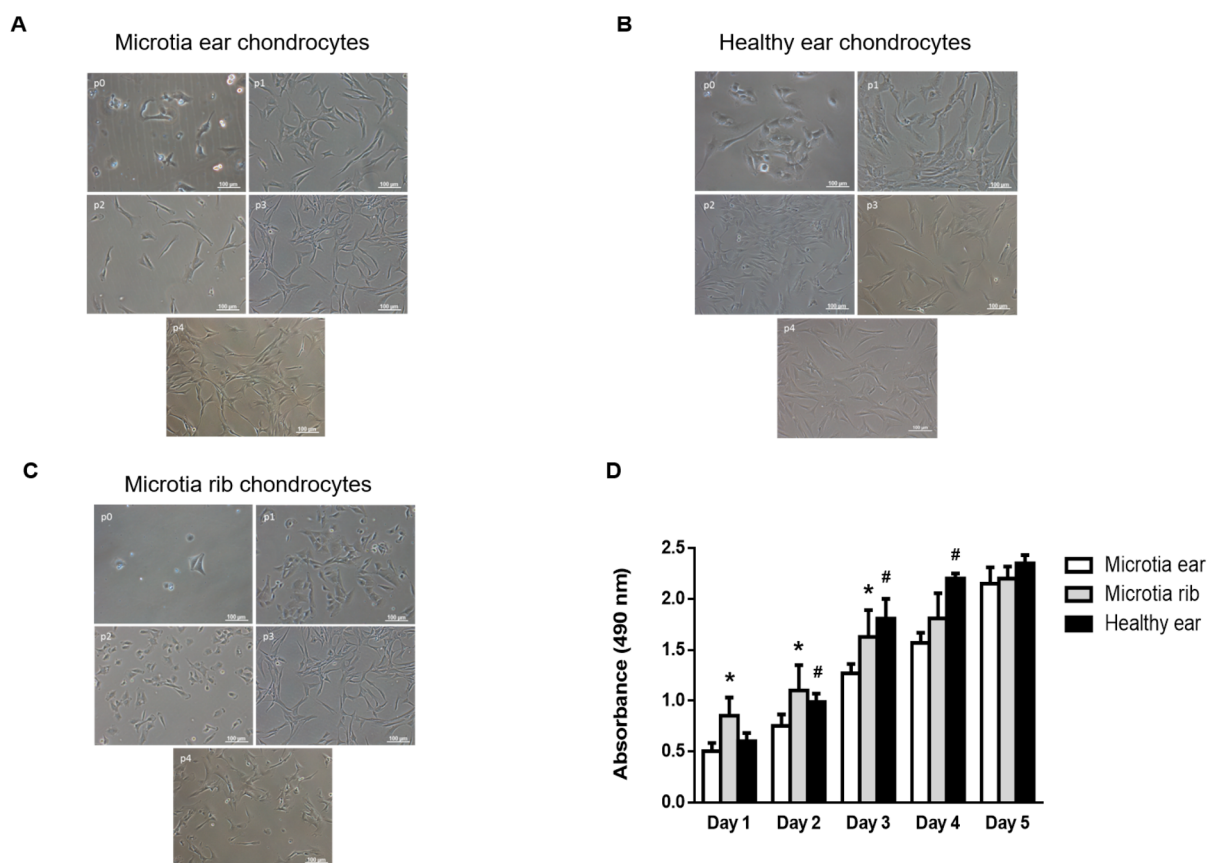 A
Microtia ear chondrocytes
p0
100 μm
p1
100 μm
p2
100 μm
p3
100 μm
p4
100 μm
B
Healthy ear chondrocytes
p0
100 μm
p1
100 μm
p2
100 μm
p3
100 μm
p4
100 μm
C
Microtia rib chondrocytes
p0
100 μm
p1
100 μm
p2
100 μm
p3
100 μm
p4
100 μm
D
Absorbance (490 nm)
2.5
2.0
1.5
1.0
0.5
0.0
*
*
#
*
#
#
Day 1
Day 2
Day 3
Day 4
Day 5
Microtia ear
Microtia rib
Healthy ear